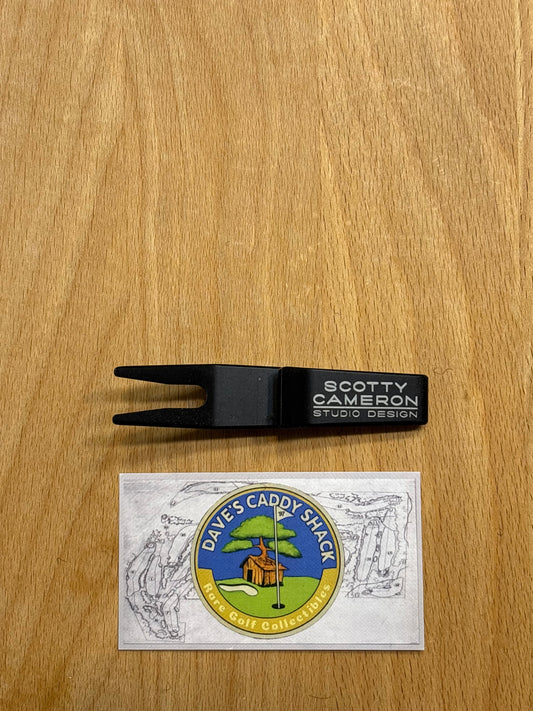 SCOTTY
CAMERON
STUDIO DESIGN
DAVE'S CADDY SHACK
Rare Golf Collectibles